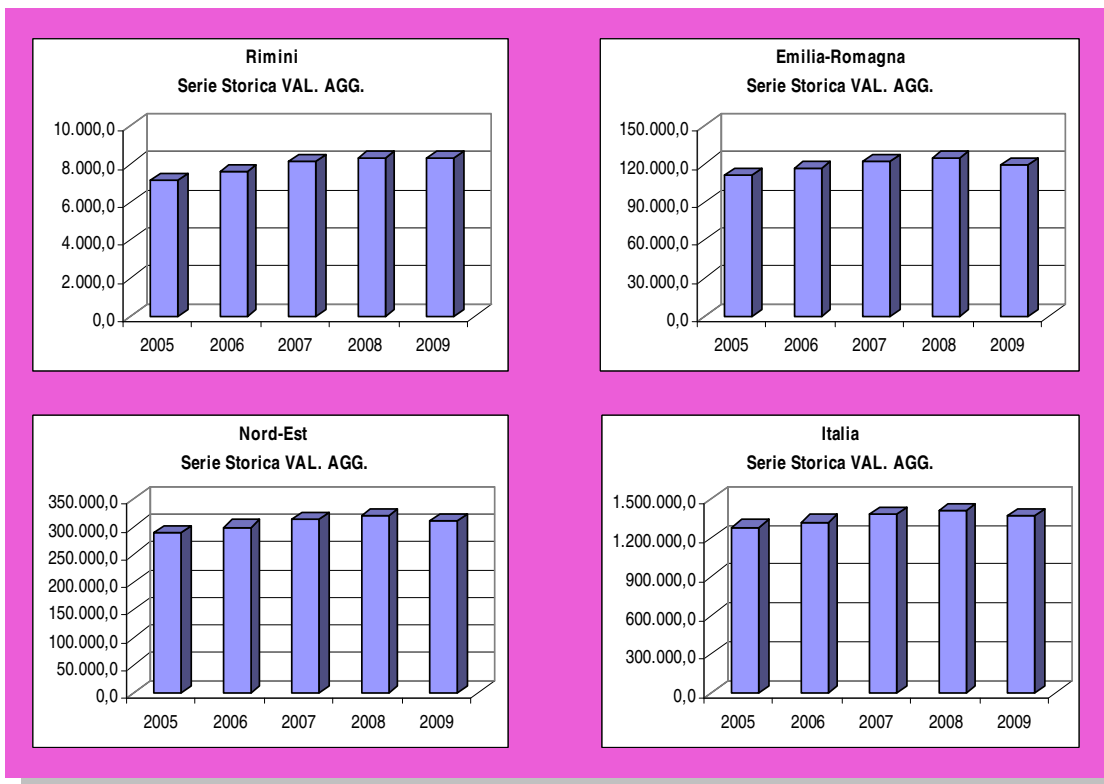 Rimini
Serie Storica VAL. AGG.
10.000,0
8.000,0
6.000,0
4.000,0
2.000,0
0,0
2005 2006 2007 2008 2009
Emilia-Romagna
Serie Storica VAL. AGG.
150.000,0
120.000,0
90.000,0
60.000,0
30.000,0
0,0
2005 2006 2007 2008 2009
Nord-Est
Serie Storica VAL. AGG.
350.000,0
300.000,0
250.000,0
200.000,0
150.000,0
100.000,0
50.000,0
0,0
2005 2006 2007 2008 2009
Italia
Serie Storica VAL. AGG.
1.500.000,0
1.200.000,0
900.000,0
600.000,0
300.000,0
0,0
2005 2006 2007 2008 2009